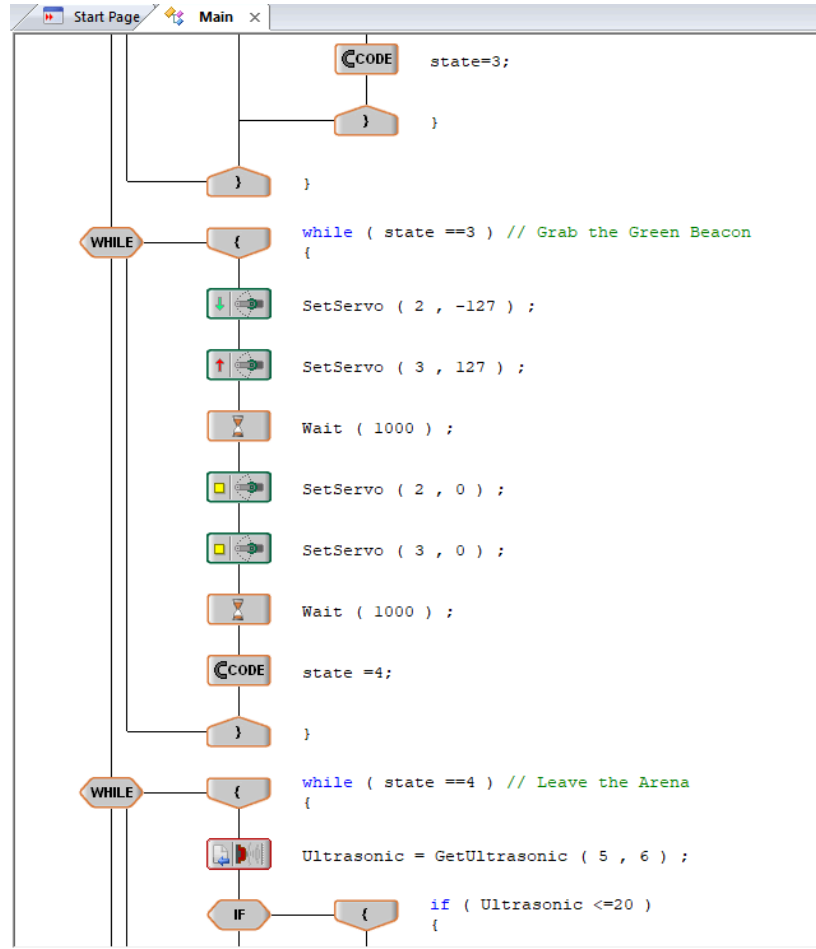 Start Page
Main
CCODE state=3;
} }
} }
WHILE { while ( state ==3 ) // Grab the Green Beacon
{
SetServo ( 2 , -127 ) ;
SetServo ( 3 , 127 ) ;
Wait ( 1000 ) ;
SetServo ( 2 , 0 ) ;
SetServo ( 3 , 0 ) ;
Wait ( 1000 ) ;
CCODE state =4;
} }
WHILE { while ( state ==4 ) // Leave the Arena
{
Ultrasonic = GetUltrasonic ( 5 , 6 ) ;
IF { if ( Ultrasonic <=20 )
{